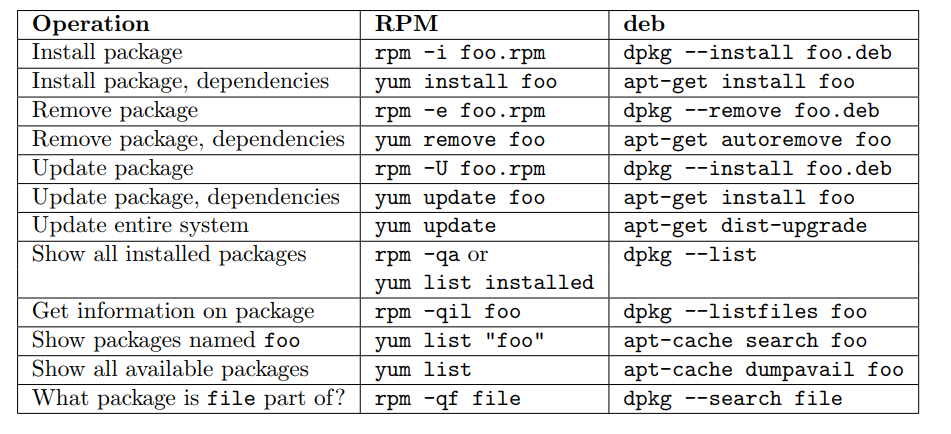 Operation RPM deb
Install package rpm -i foo.rpm dpkg --install foo.deb
Install package, dependencies yum install foo apt-get install foo
Remove package rpm -e foo.rpm dpkg --remove foo.deb
Remove package, dependencies yum remove foo apt-get autoremove foo
Update package rpm -U foo.rpm dpkg --install foo.deb
Update package, dependencies yum update foo apt-get install foo
Update entire system yum update apt-get dist-upgrade
Show all installed packages rpm -qa or dpkg --list
yum list installed
Get information on package rpm -qil foo dpkg --listfiles foo
Show packages named foo yum list "foo" apt-cache search foo
Show all available packages yum list apt-cache dumpavail foo
What package is file part of? rpm -qf file dpkg --search file